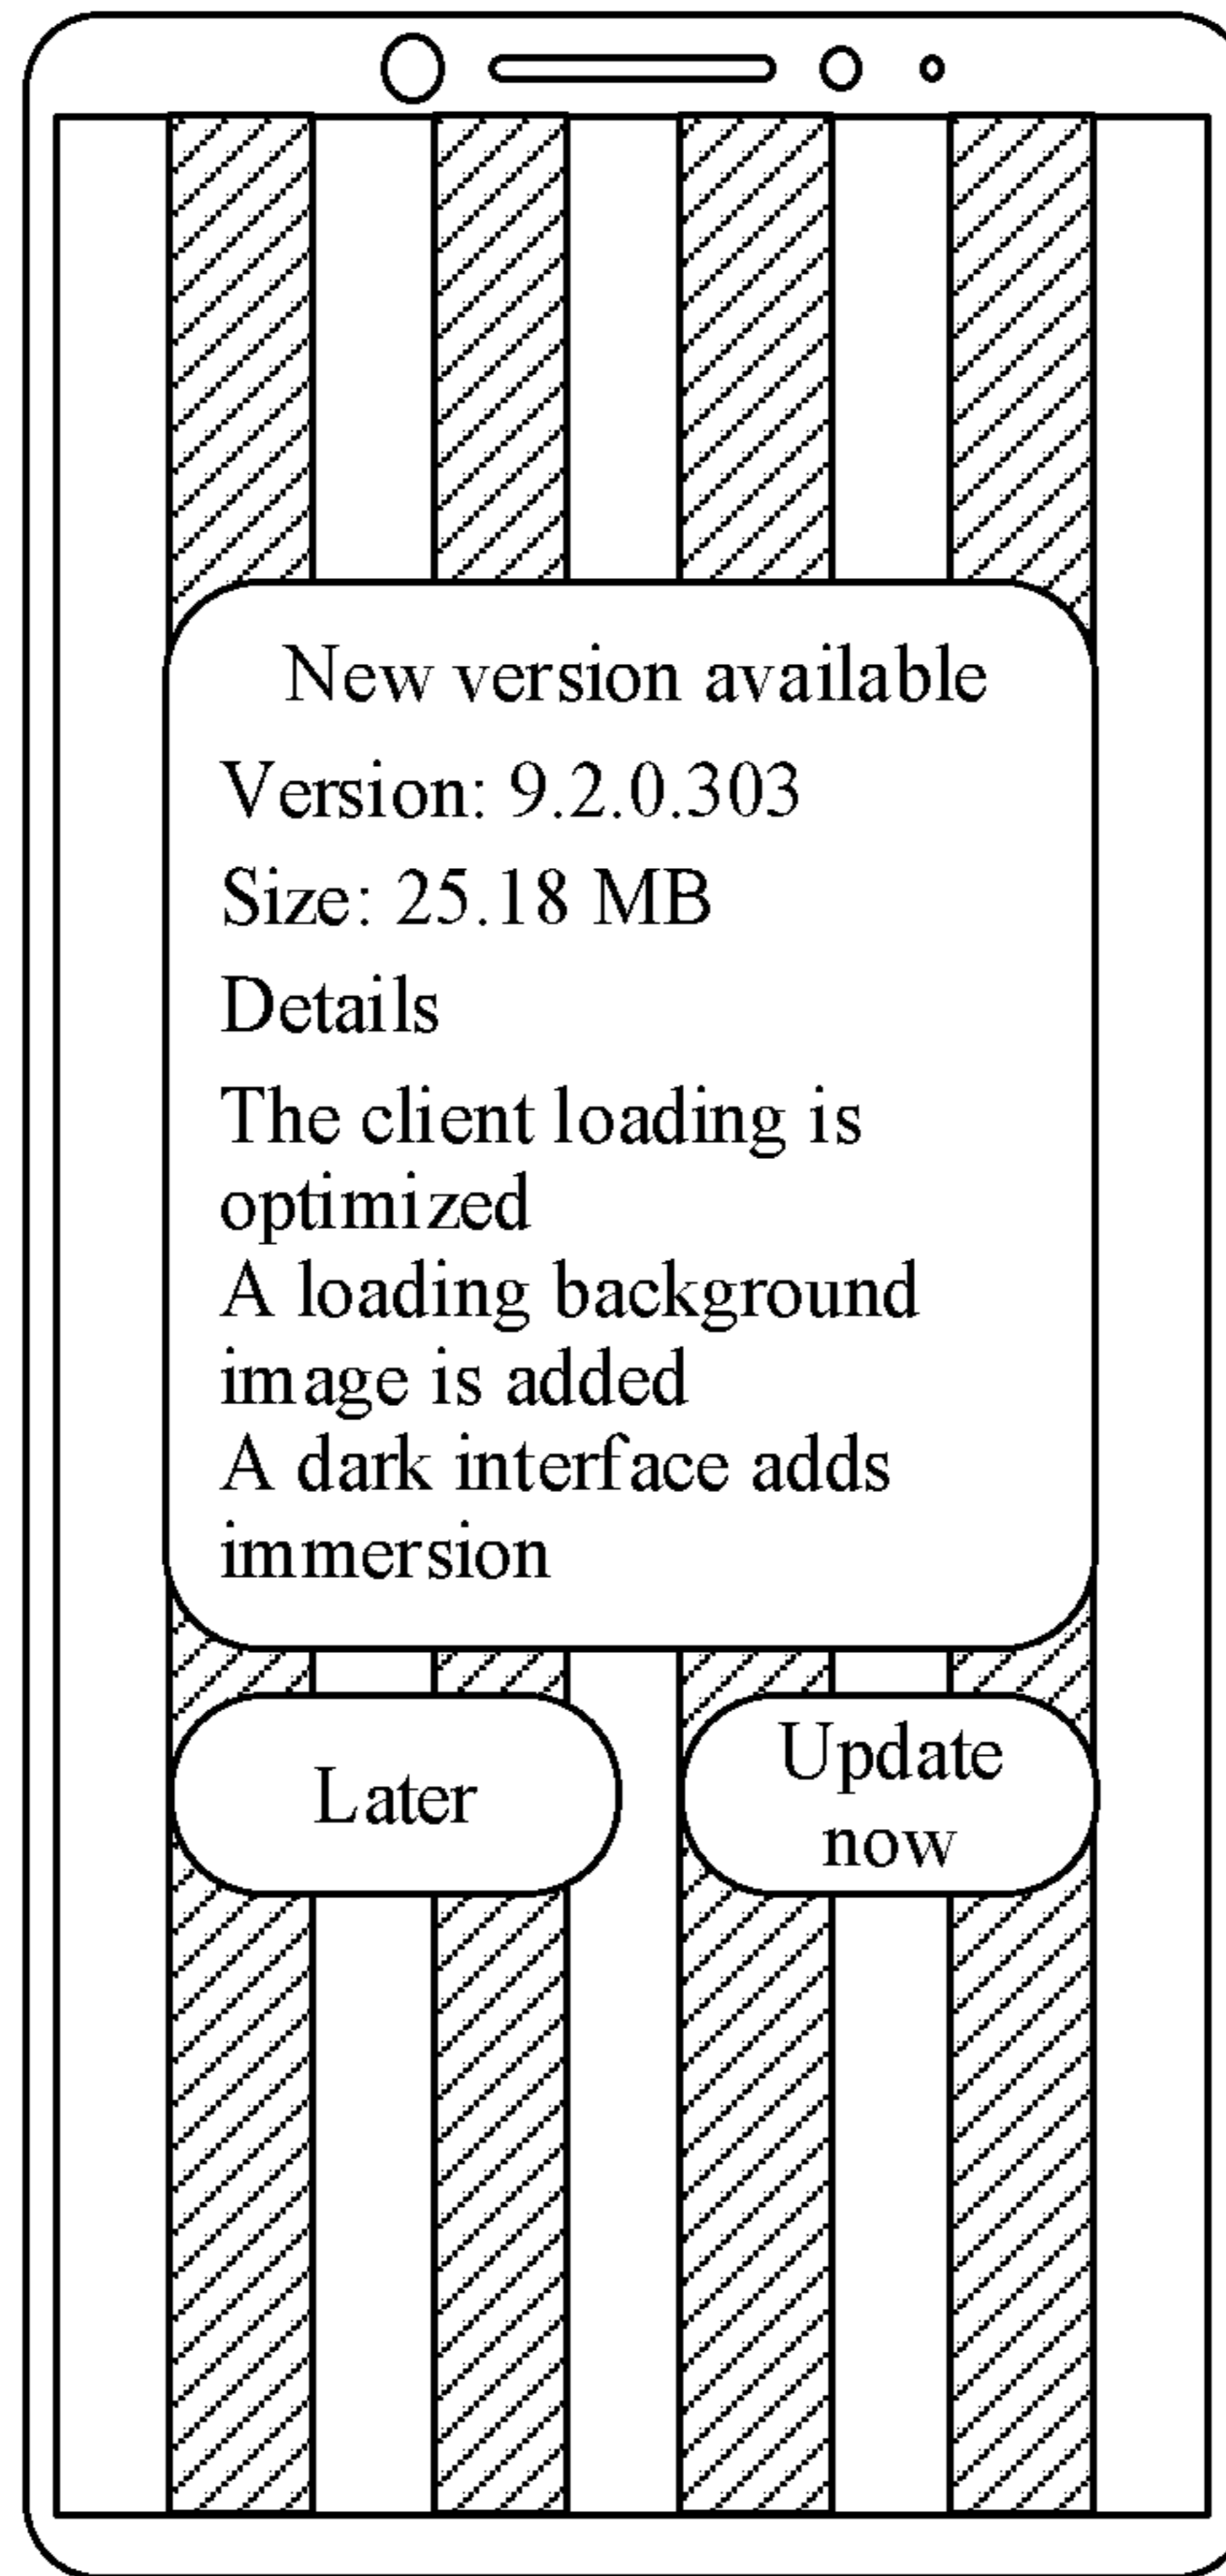 New version available
Version: 9.2.0.303
Size: 25.18 MB
Details
The client loading is
optimized
A loading background
image is added
A dark interface adds
immersion
Later
Update
now